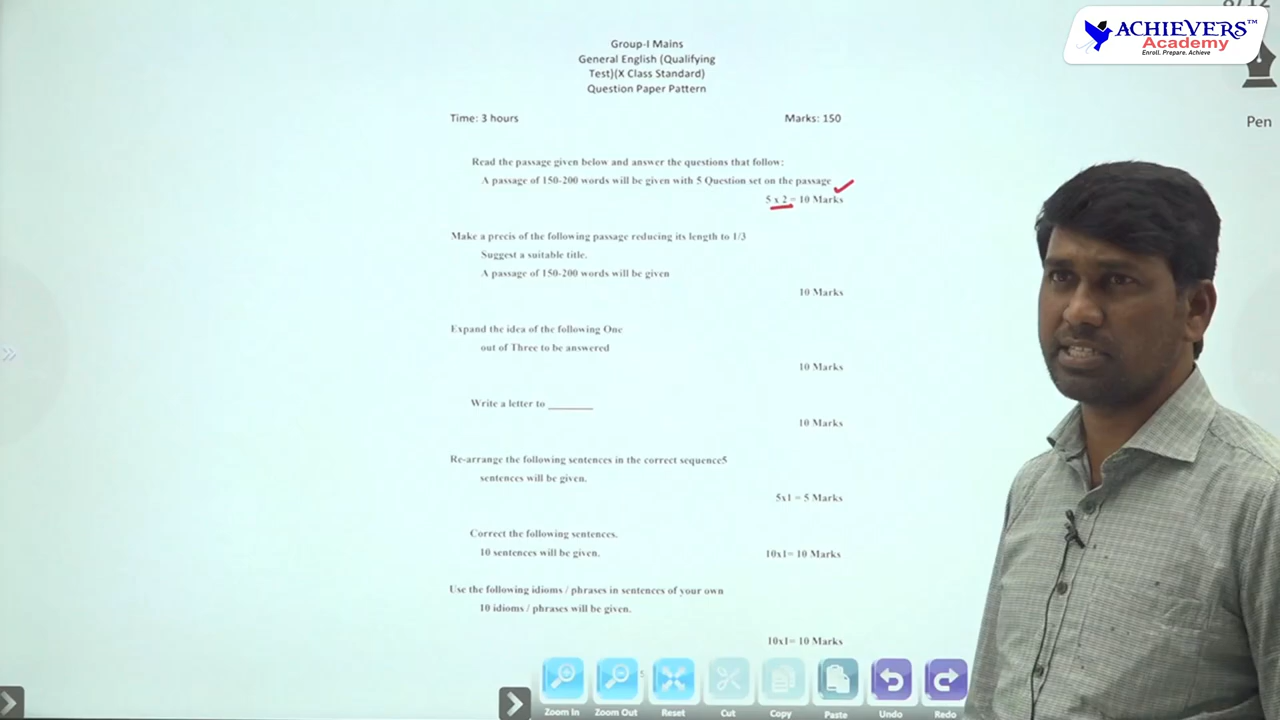 ACHIEVERS™
Academy
Enroll. Prepare. Achieve
Pen
Group-I Mains
General English (Qualifying
Test)(X Class Standard)
Question Paper Pattern
Time: 3 hours Marks: 150
Read the passage given below and answer the questions that follow:
A passage of 150-200 words will be given with 5 Question set on the passage
5 x 2 = 10 Marks
Make a precis of the following passage reducing its length to 1/3
Suggest a suitable title.
A passage of 150-200 words will be given
10 Marks
Expand the idea of the following One
out of Three to be answered
10 Marks
Write a letter to ________
10 Marks
Re-arrange the following sentences in the correct sequence5
sentences will be given.
5x1 = 5 Marks
Correct the following sentences.
10 sentences will be given. 10x1= 10 Marks
Use the following idioms / phrases in sentences of your own
10 idioms / phrases will be given.
10x1= 10 Marks
Zoom In Zoom Out Reset Cut Copy Paste Undo Redo